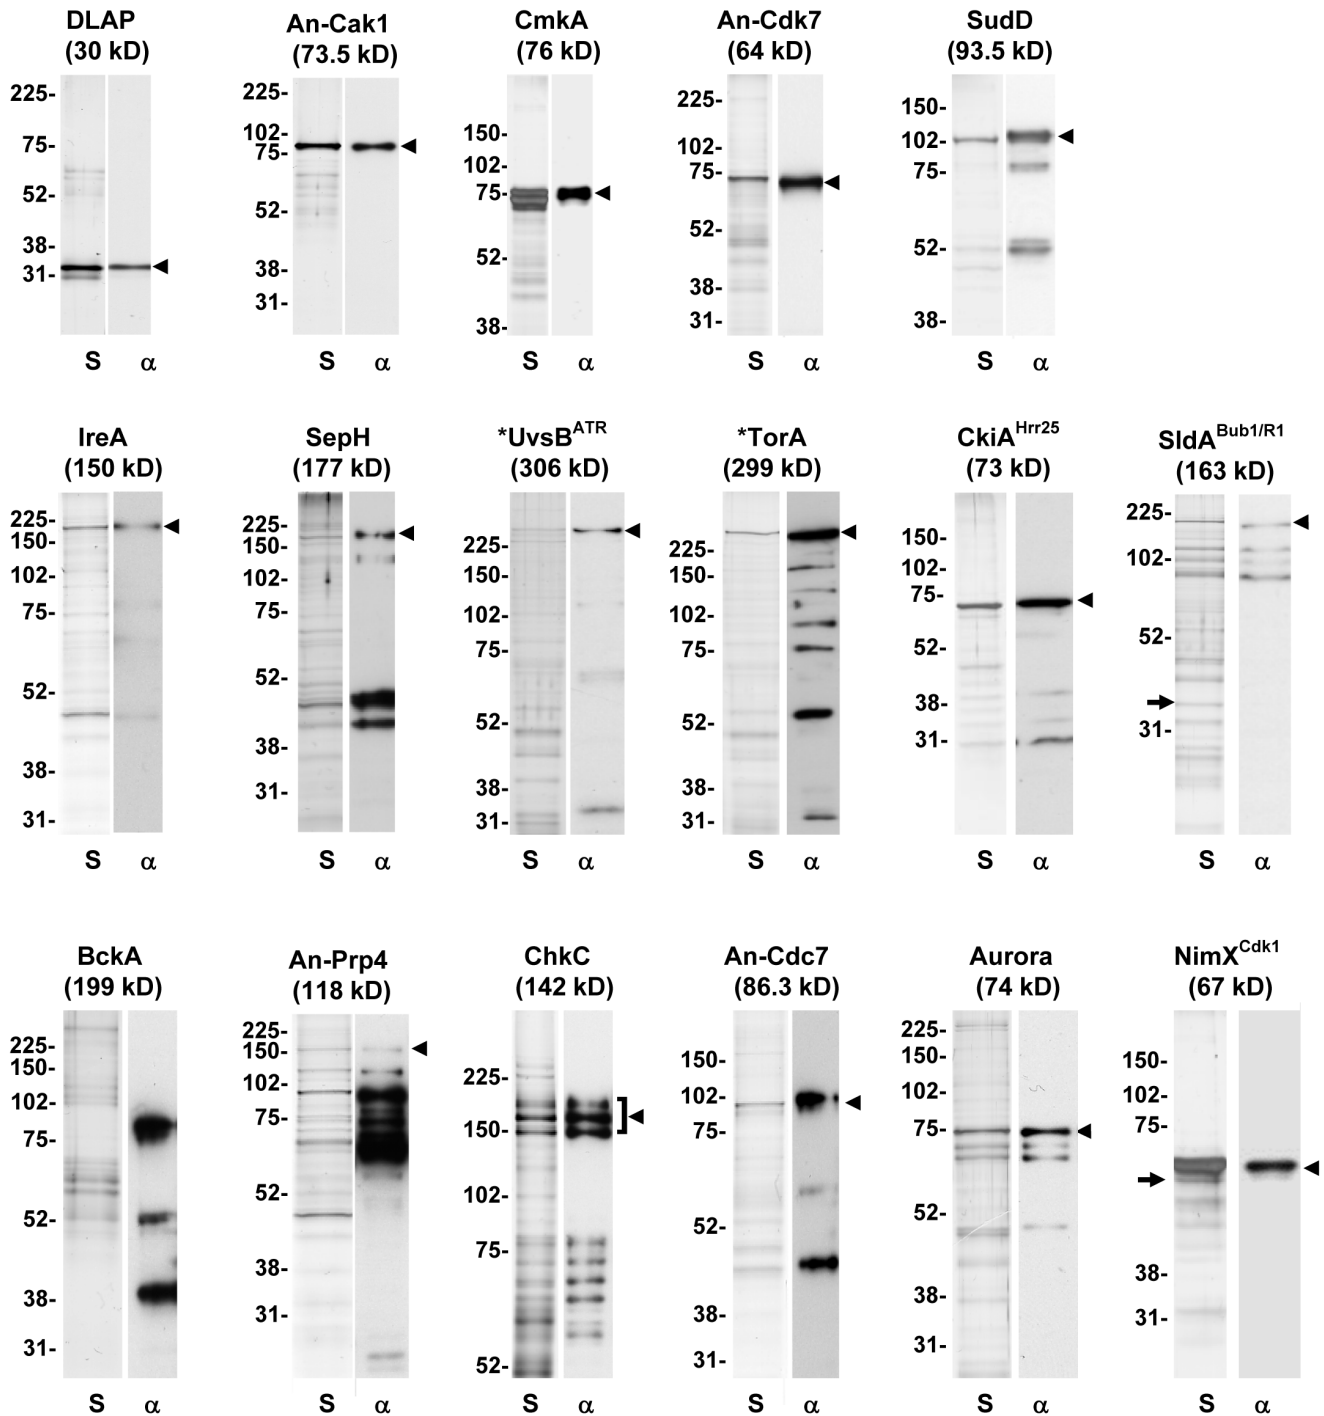 DLAP
(30 kD)
225-
75-
52-
38-
31-
S α
An-Cak1
(73.5 kD)
225-
102-
75-
52-
38-
31-
S α
CmkA
(76 kD)
150-
102-
75-
52-
38-
S α
An-Cdk7
(64 kD)
225-
102-
75-
52-
38-
31-
S α
SudD
(93.5 kD)
150-
102-
75-
52-
38-
S α
IreA
(150 kD)
225-
150-
102-
75-
52-
38-
31-
S α
SepH
(177 kD)
225-
150-
102-
75-
52-
38-
31-
S α
*UvsBATR
(306 kD)
225-
150-
102-
75-
52-
38-
31-
S α
*TorA
(299 kD)
225-
150-
102-
75-
52-
38-
31-
S α
CkiAHrr25
(73 kD)
150-
102-
75-
52-
38-
31-
S α
SldABub1/R1
(163 kD)
225-
102-
52-
31-
S α
BckA
(199 kD)
225-
150-
102-
75-
52-
38-
31-
S α
An-Prp4
(118 kD)
225-
150-
102-
75-
52-
38-
31-
S α
ChkC
(142 kD)
225-
150-
102-
75-
52-
S α
An-Cdc7
(86.3 kD)
150-
102-
75-
52-
38-
31-
S α
Aurora
(74 kD)
225-
150-
102-
75-
52-
38-
31-
S α
NimXCdk1
(67 kD)
150-
102-
75-
52-
38-
31-
S α